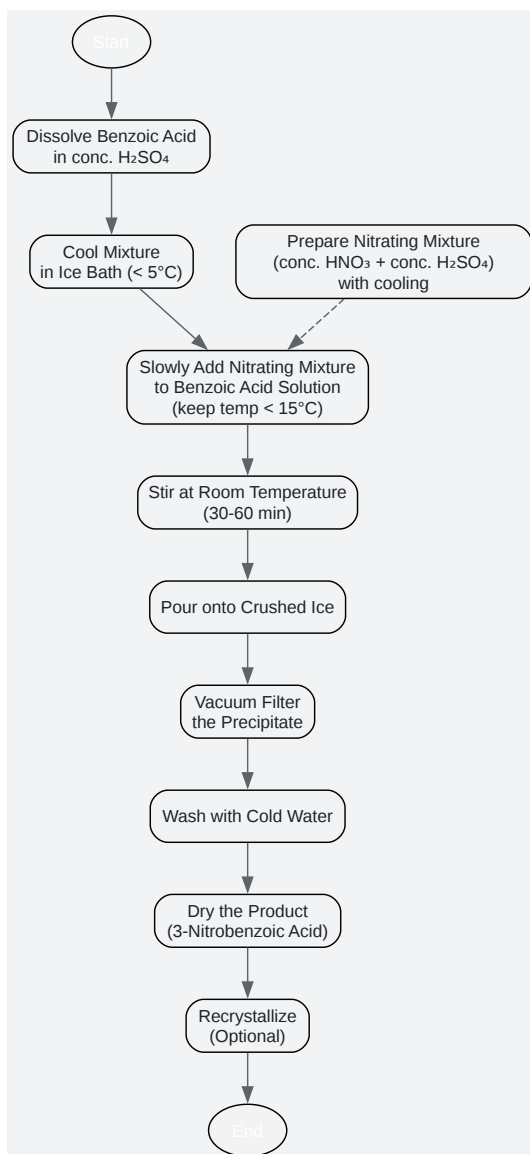 Start
Dissolve Benzoic Acid
in conc. H₂SO₄
Cool Mixture
in Ice Bath (< 5°C)
Prepare Nitrating Mixture
(conc. HNO₃ + conc. H₂SO₄)
with cooling
Slowly Add Nitrating Mixture
to Benzoic Acid Solution
(keep temp < 15°C)
Stir at Room Temperature
(30-60 min)
Pour onto Crushed Ice
Vacuum Filter
the Precipitate
Wash with Cold Water
Dry the Product
(3-Nitrobenzoic Acid)
Recrystallize
(Optional)
End